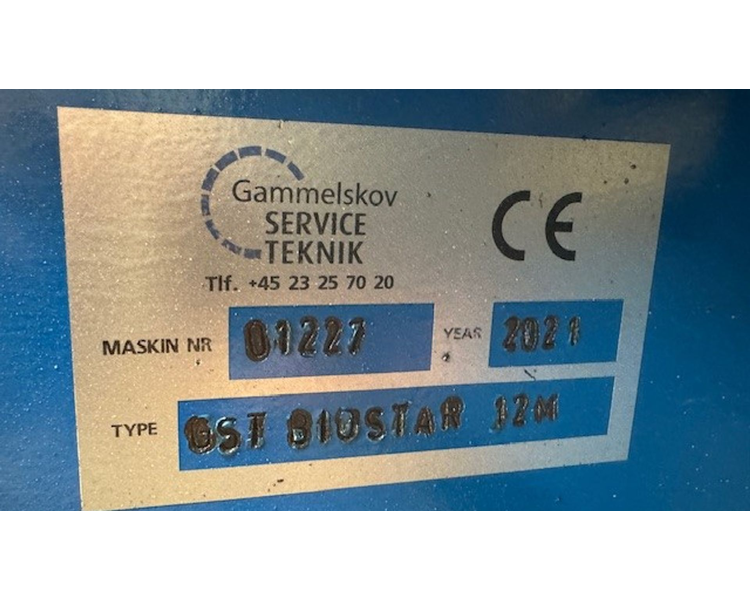 Gammelskov
SERVICE
TEKNIK
Tlf. +45 23 25 70 20
CE
MASKIN NR 01227 YEAR 2021
TYPE GST BIOSTAR 12M